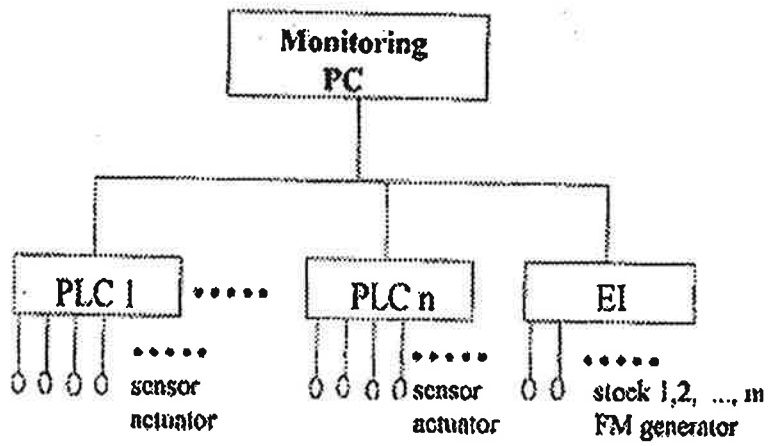 Monitoring
PC
PLC 1
PLC n
EI
sensor
actuator
sensor
actuator
stock 1,2, ..., m
FM generator